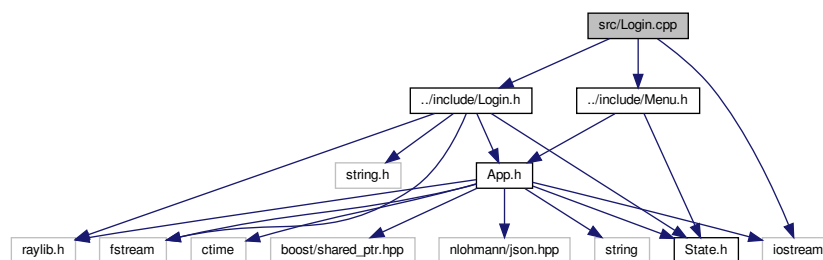 src/Login.cpp
../include/Login.h
../include/Menu.h
string.h
App.h
raylib.h
fstream
ctime
boost/shared_ptr.hpp
nlohmann/json.hpp
string
State.h
iostream